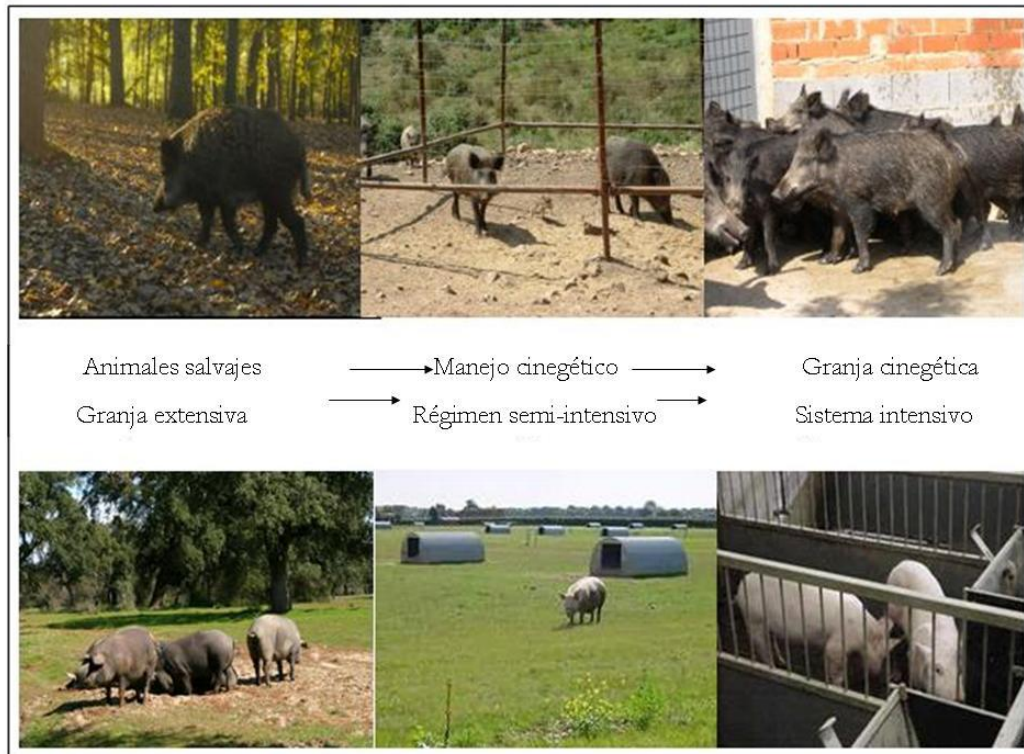 Animales salvajes → Manejo cinegético → Granja cinegética
Granja extensiva → Régimen semi-intensivo → Sistema intensivo